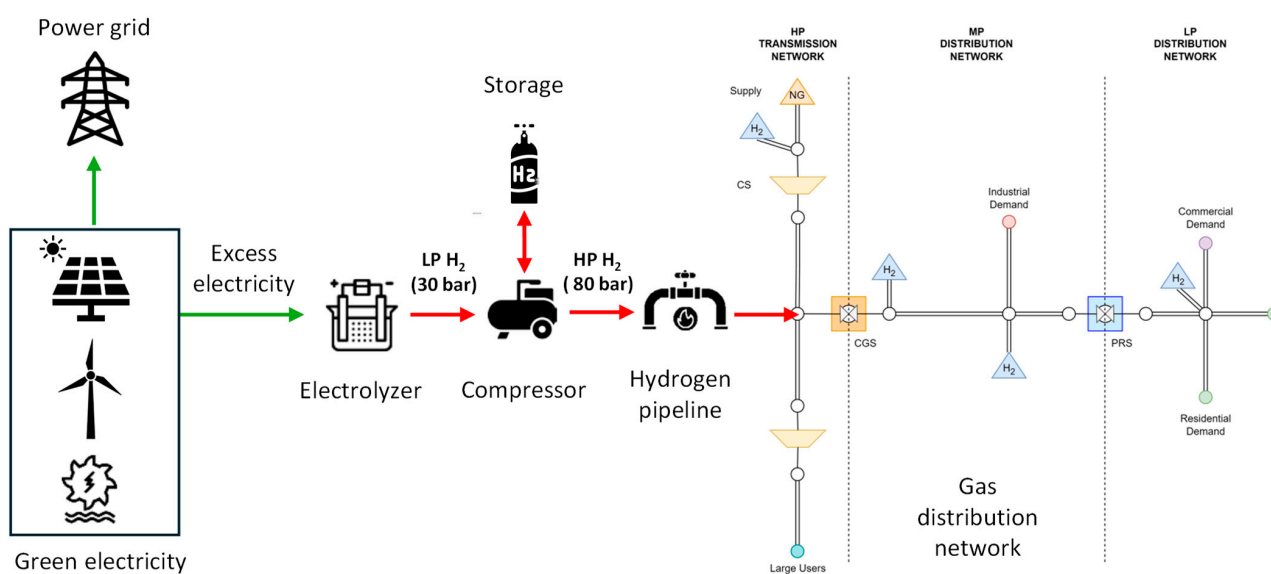 Power grid
Green electricity
Excess
electricity
Electrolyzer
LP H₂
(30 bar)
Storage
H2
Compressor
HP H₂
( 80 bar)
Hydrogen
pipeline
HP
TRANSMISSION
NETWORK
MP
DISTRIBUTION
NETWORK
LP
DISTRIBUTION
NETWORK
Supply
NG
H₂
CS
Large Users
CGS
H₂
Industrial
Demand
H₂
PRS
Commercial
Demand
H₂
Residential
Demand
Gas
distribution
network